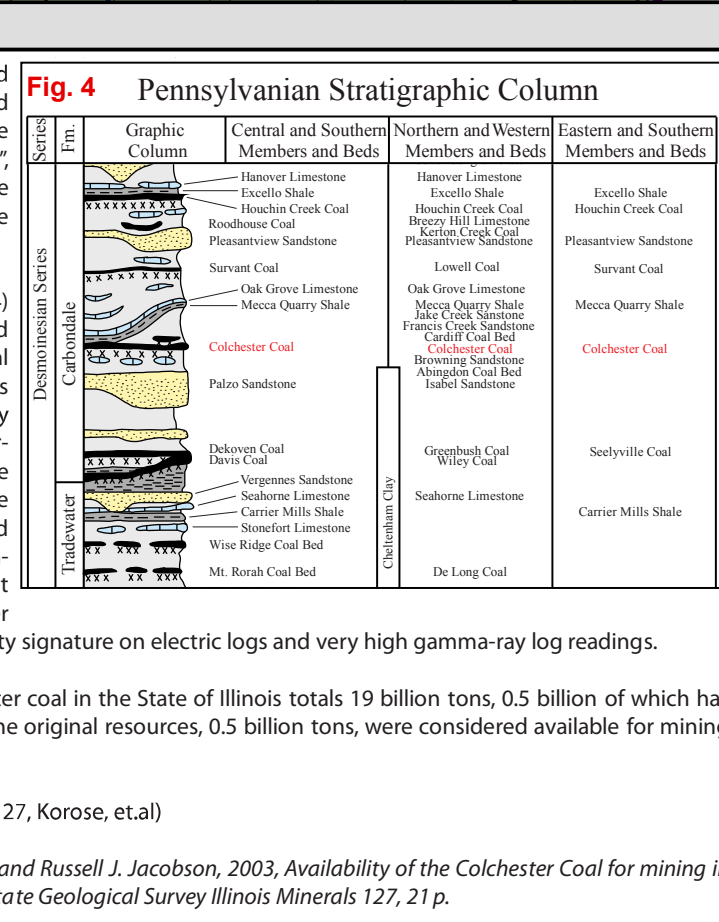 d
d
e
”,
e
e
)
d
al
s
y
r-
e
e
d
n-
t
er
Fig. 4 Pennsylvanian Stratigraphic Column
Series
Fm.
Graphic Column
Central and Southern Members and Beds
Northern and Western Members and Beds
Eastern and Southern Members and Beds
Desmoinesian Series
Carbondale
Tradewater
Hanover Limestone
Excello Shale
Houchin Creek Coal
Roodhouse Coal
Pleasantview Sandstone
Survant Coal
Oak Grove Limestone
Mecca Quarry Shale
Colchester Coal
Palzo Sandstone
Dekoven Coal
Davis Coal
Vergennes Sandstone
Seahorne Limestone
Carrier Mills Shale
Stonefort Limestone
Wise Ridge Coal Bed
Mt. Rorah Coal Bed
Cheltenham Clay
Hanover Limestone
Excello Shale
Houchin Creek Coal
Breezy Hill Limestone
Kerton Creek Coal
Pleasantview Sandstone
Lowell Coal
Oak Grove Limestone
Mecca Quarry Shale
Jake Creek Sanstone
Francis Creek Sandstone
Cardiff Coal Bed
Colchester Coal
Browning Sandstone
Abingdon Coal Bed
Isabel Sandstone
Greenbush Coal
Wiley Coal
Seahorne Limestone
De Long Coal
Excello Shale
Houchin Creek Coal
Pleasantview Sandstone
Survant Coal
Mecca Quarry Shale
Colchester Coal
Seelyville Coal
Carrier Mills Shale
ty signature on electric logs and very high gamma-ray log readings.
ter coal in the State of Illinois totals 19 billion tons, 0.5 billion of which ha
he original resources, 0.5 billion tons, were considered available for mining
27, Korose, et.al)
and Russell J. Jacobson, 2003, Availability of the Colchester Coal for mining i
tate Geological Survey Illinois Minerals 127, 21 p.